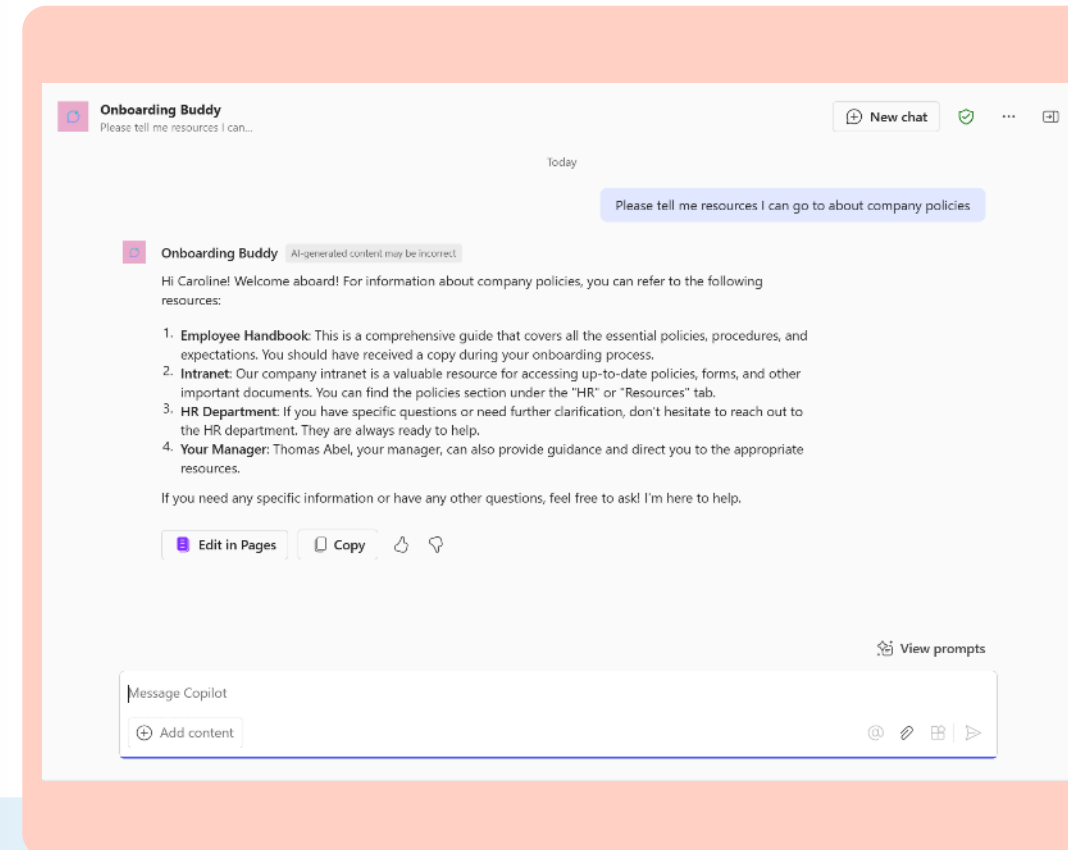 Onboarding Buddy
Please tell me resources I can...
New chat
Today
Please tell me resources I can go to about company policies
Onboarding Buddy AI-generated content may be incorrect
Hi Caroline! Welcome aboard! For information about company policies, you can refer to the following
resources:
1. Employee Handbook: This is a comprehensive guide that covers all the essential policies, procedures, and
expectations. You should have received a copy during your onboarding process.
2. Intranet: Our company intranet is a valuable resource for accessing up-to-date policies, forms, and other
important documents. You can find the policies section under the "HR" or "Resources" tab.
3. HR Department: If you have specific questions or need further clarification, don't hesitate to reach out to
the HR department. They are always ready to help.
4. Your Manager: Thomas Abel, your manager, can also provide guidance and direct you to the appropriate
resources.
If you need any specific information or have any other questions, feel free to ask! I'm here to help.
Edit in Pages Copy
View prompts
Message Copilot
Add content